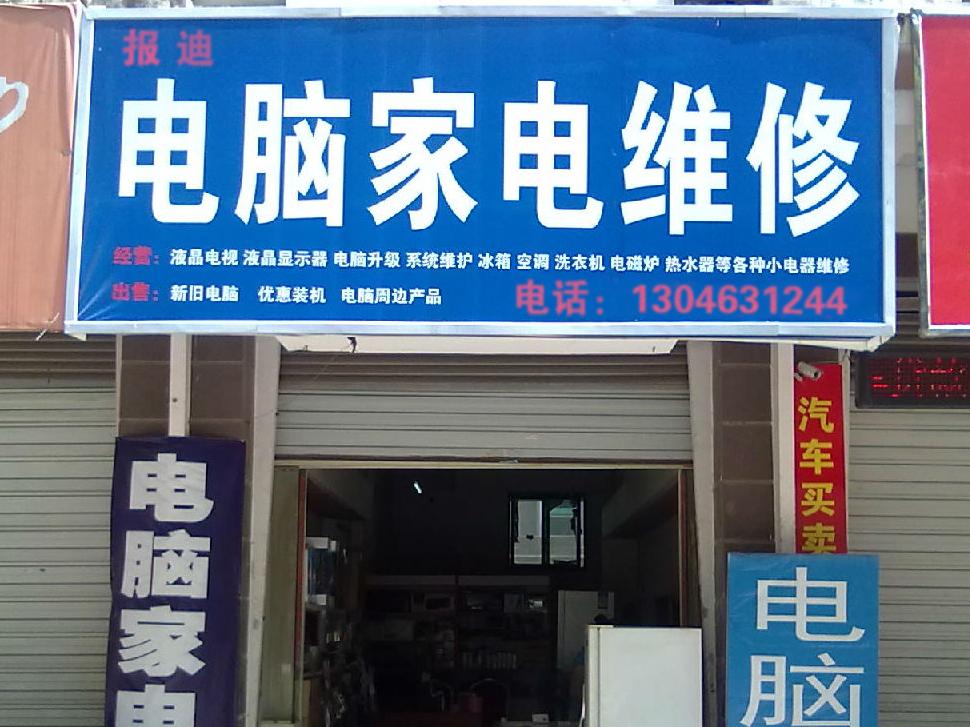 报迪
电脑家电维修
经营：液晶电视 液晶显示器 电脑升级 系统维护 冰箱 空调 洗衣机 电磁炉 热水器等各种小电器维修
出售：新旧电脑 优惠装机 电脑周边产品
电话：1304631244
汽车买卖
电脑家电
电脑